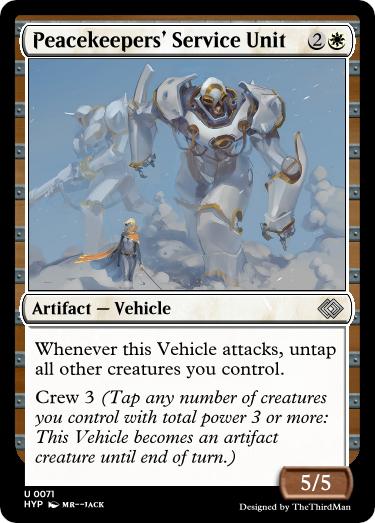 Peacekeepers' Service Unit 2
Artifact — Vehicle
Whenever this Vehicle attacks, untap
all other creatures you control.
Crew 3 (Tap any number of creatures
you control with total power 3 or more:
This Vehicle becomes an artifact
creature until end of turn.)
5/5
U 0071
HYP MR--JACK
Designed by TheThirdMan